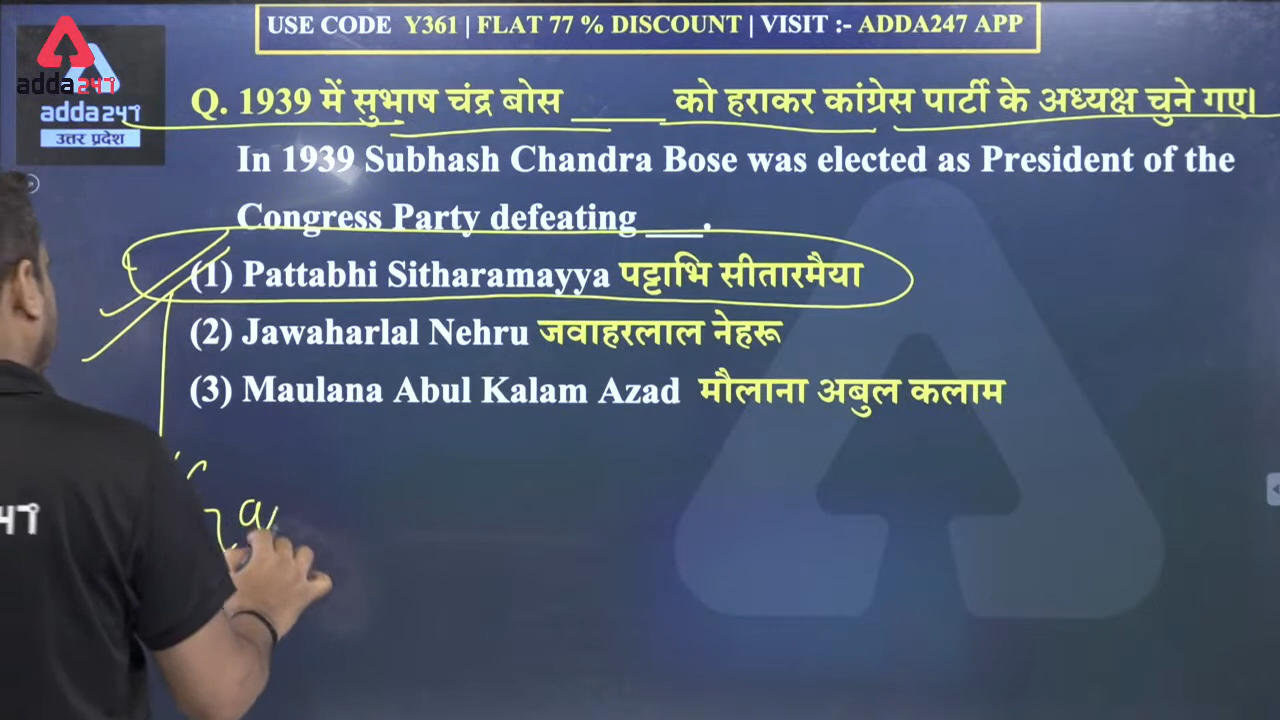 USE CODE Y361 | FLAT 77 % DISCOUNT | VISIT :- ADDA247 APP
adda247
adda247
उत्तर प्रदेश
Q. 1939 में सुभाष चंद्र बोस _____ को हराकर कांग्रेस पार्टी के अध्यक्ष चुने गए।
In 1939 Subhash Chandra Bose was elected as President of the
Congress Party defeating ___.
(1) Pattabhi Sitharamayya पट्टाभि सीतारमैया
(2) Jawaharlal Nehru जवाहरलाल नेहरू
(3) Maulana Abul Kalam Azad मौलाना अबुल कलाम